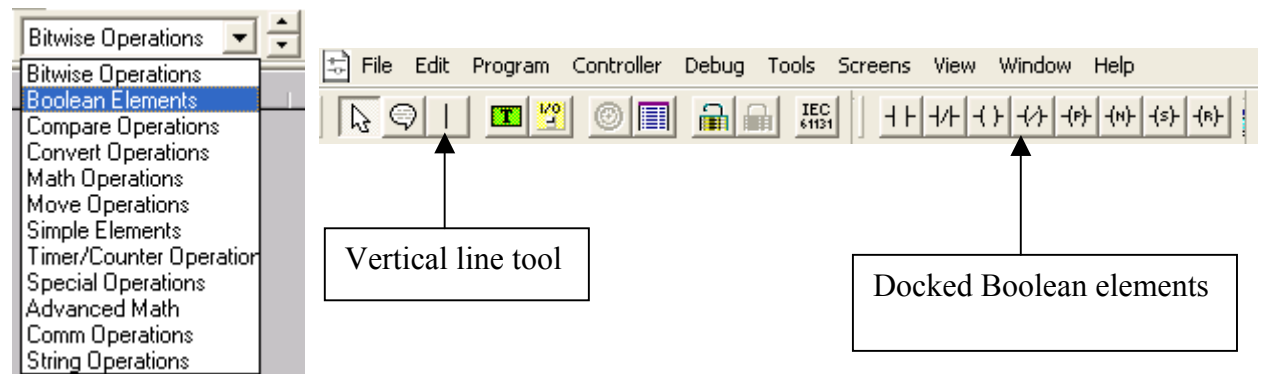 Bitwise Operations
Bitwise Operations
Boolean Elements
Compare Operations
Convert Operations
Math Operations
Move Operations
Simple Elements
Timer/Counter Operation
Special Operations
Advanced Math
Comm Operations
String Operations
File Edit Program Controller Debug Tools Screens View Window Help
T I/O IEC 61131 (P) (N) (S) (R)
Vertical line tool
Docked Boolean elements